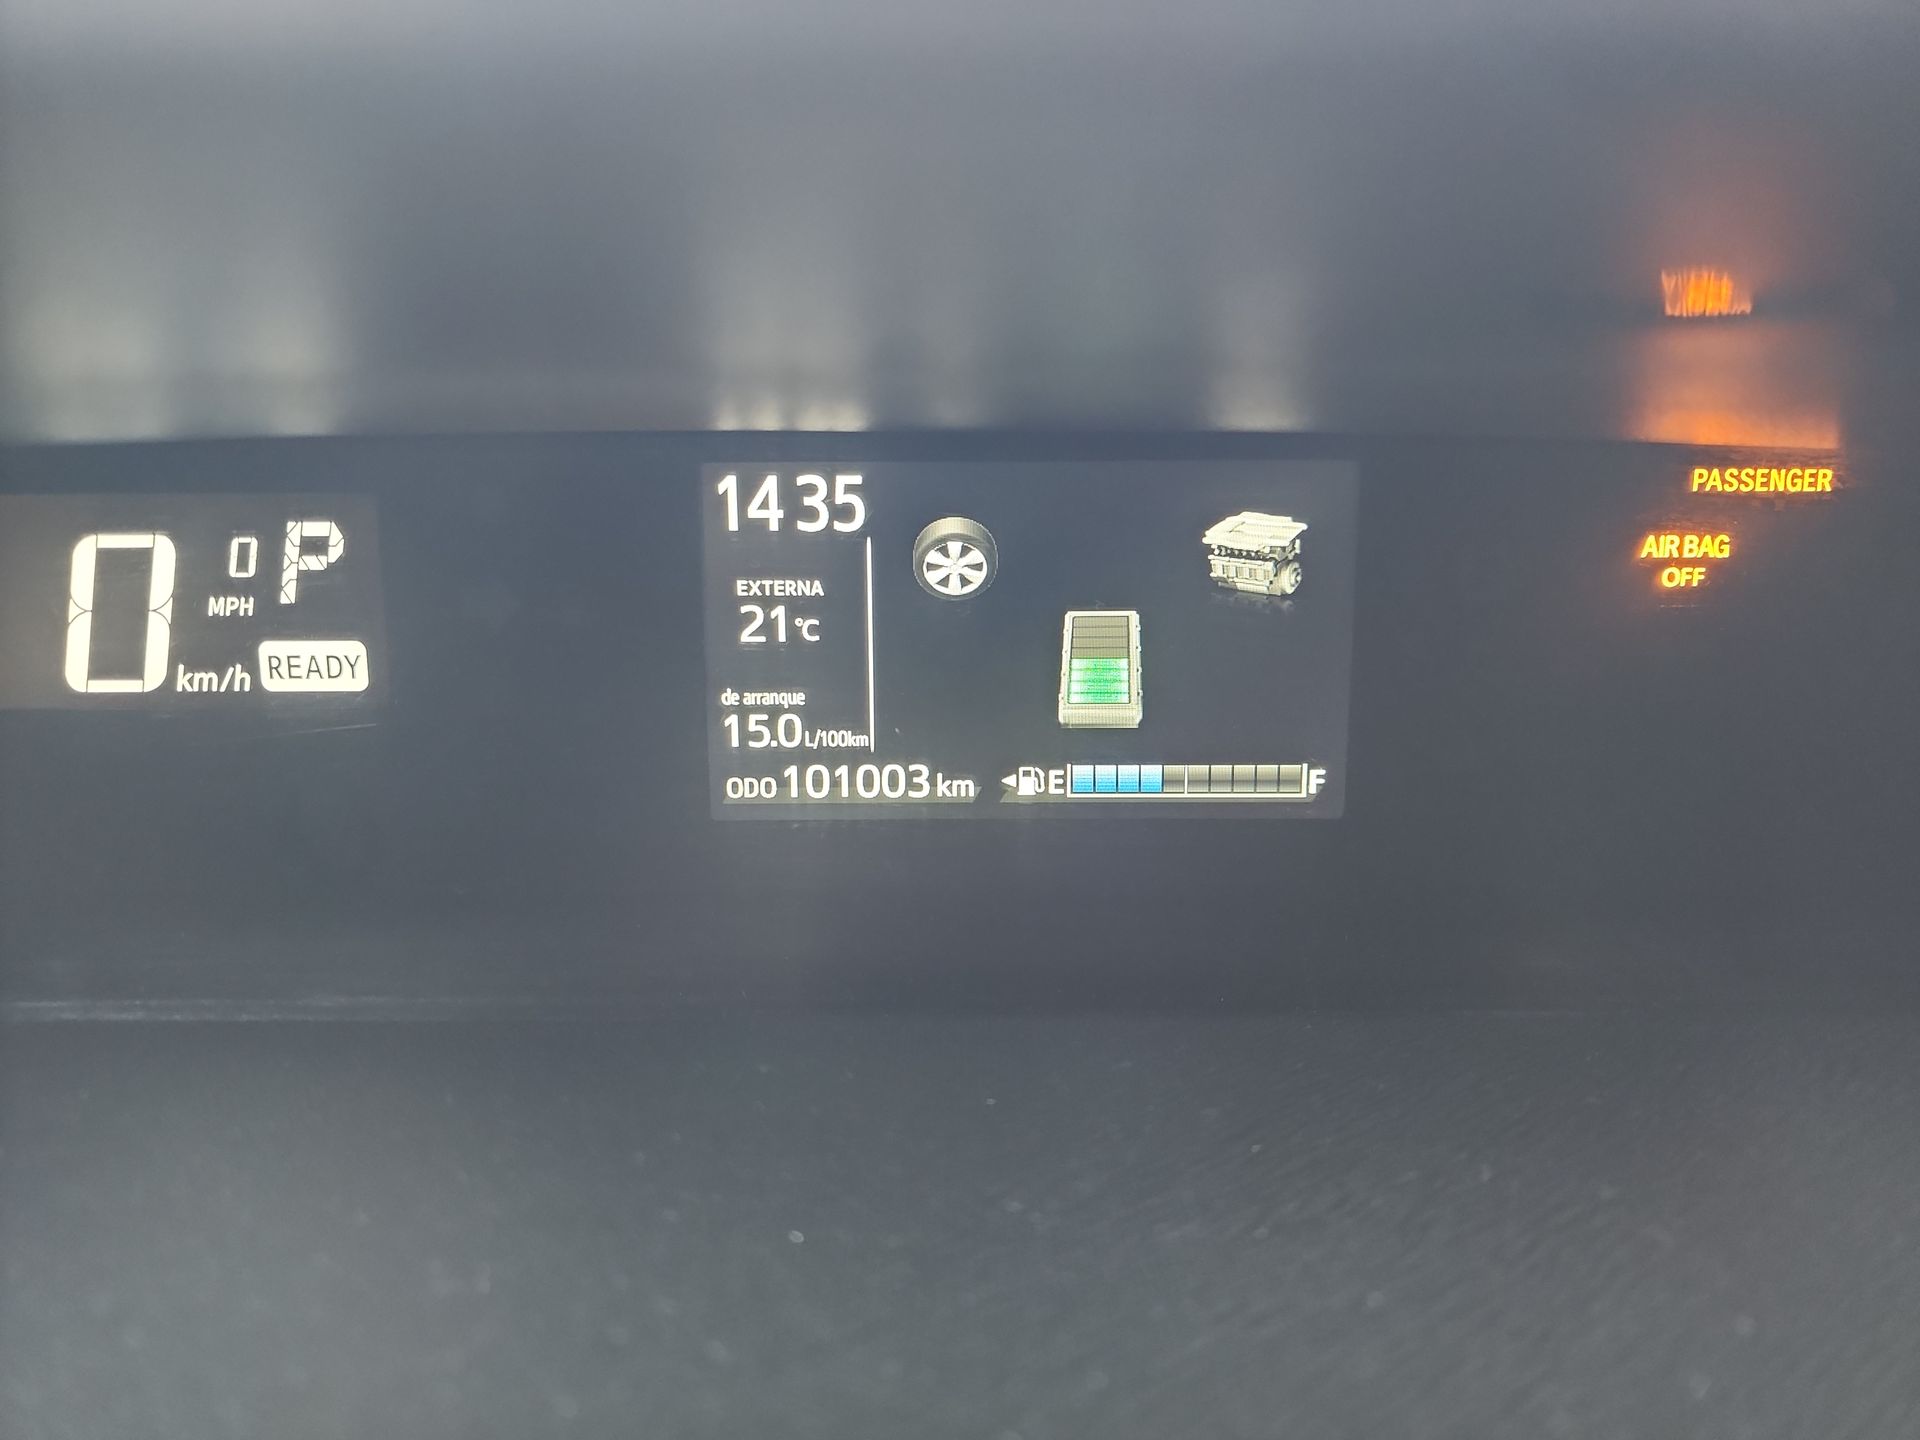 0 km/h
0 MPH
P
READY
14 35
EXTERNA
21°C
de arranque
15.0 L/100km
ODO 101003 km
E F
PASSENGER
AIR BAG
OFF